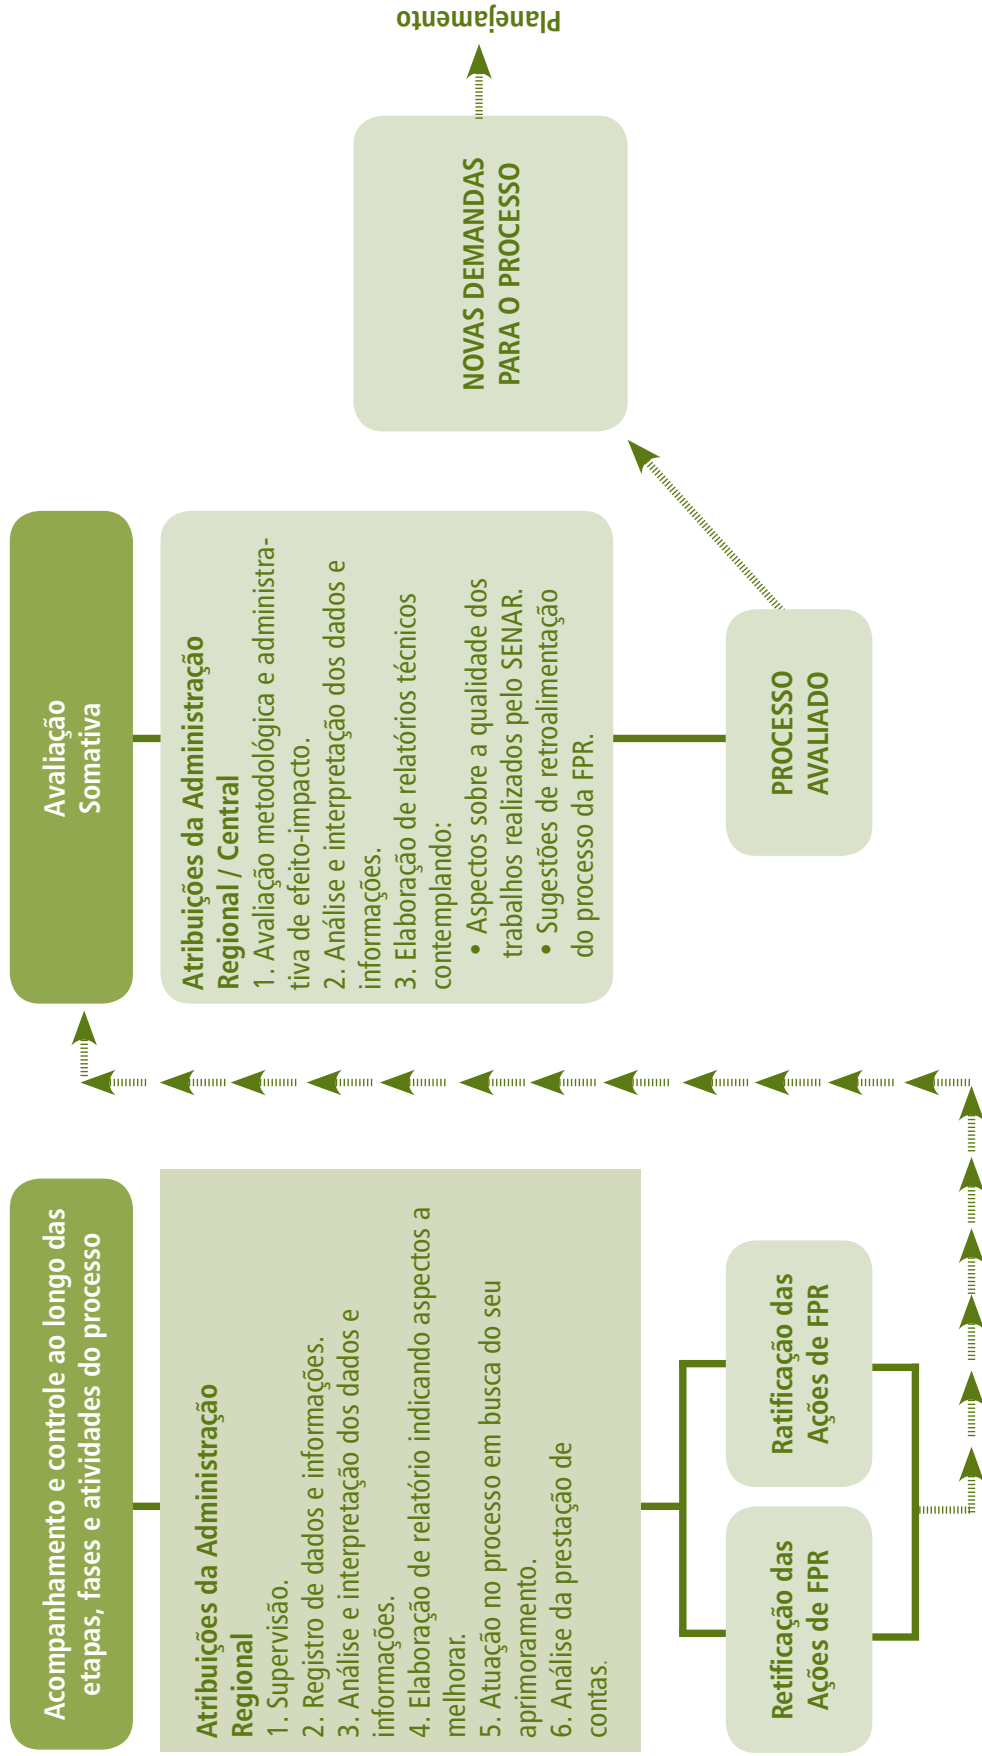 Acompanhamento e controle ao longo das
etapas, fases e atividades do processo
Atribuições da Administração
Regional
1. Supervisão.
2. Registro de dados e informações.
3. Análise e interpretação dos dados e
informações.
4. Elaboração de relatório indicando aspectos a
melhorar.
5. Atuação no processo em busca do seu
aprimoramento.
6. Análise da prestação de
contas.
Retificação das
Ações de FPR
Ratificação das
Ações de FPR
Avaliação
Somativa
Atribuições da Administração
Regional / Central
1. Avaliação metodológica e administra-
tiva de efeito-impacto.
2. Análise e interpretação dos dados e
informações.
3. Elaboração de relatórios técnicos
contemplando:
• Aspectos sobre a qualidade dos
trabalhos realizados pelo SENAR.
• Sugestões de retroalimentação
do processo da FPR.
PROCESSO
AVALIADO
NOVAS DEMANDAS
PARA O PROCESSO
Planejamento